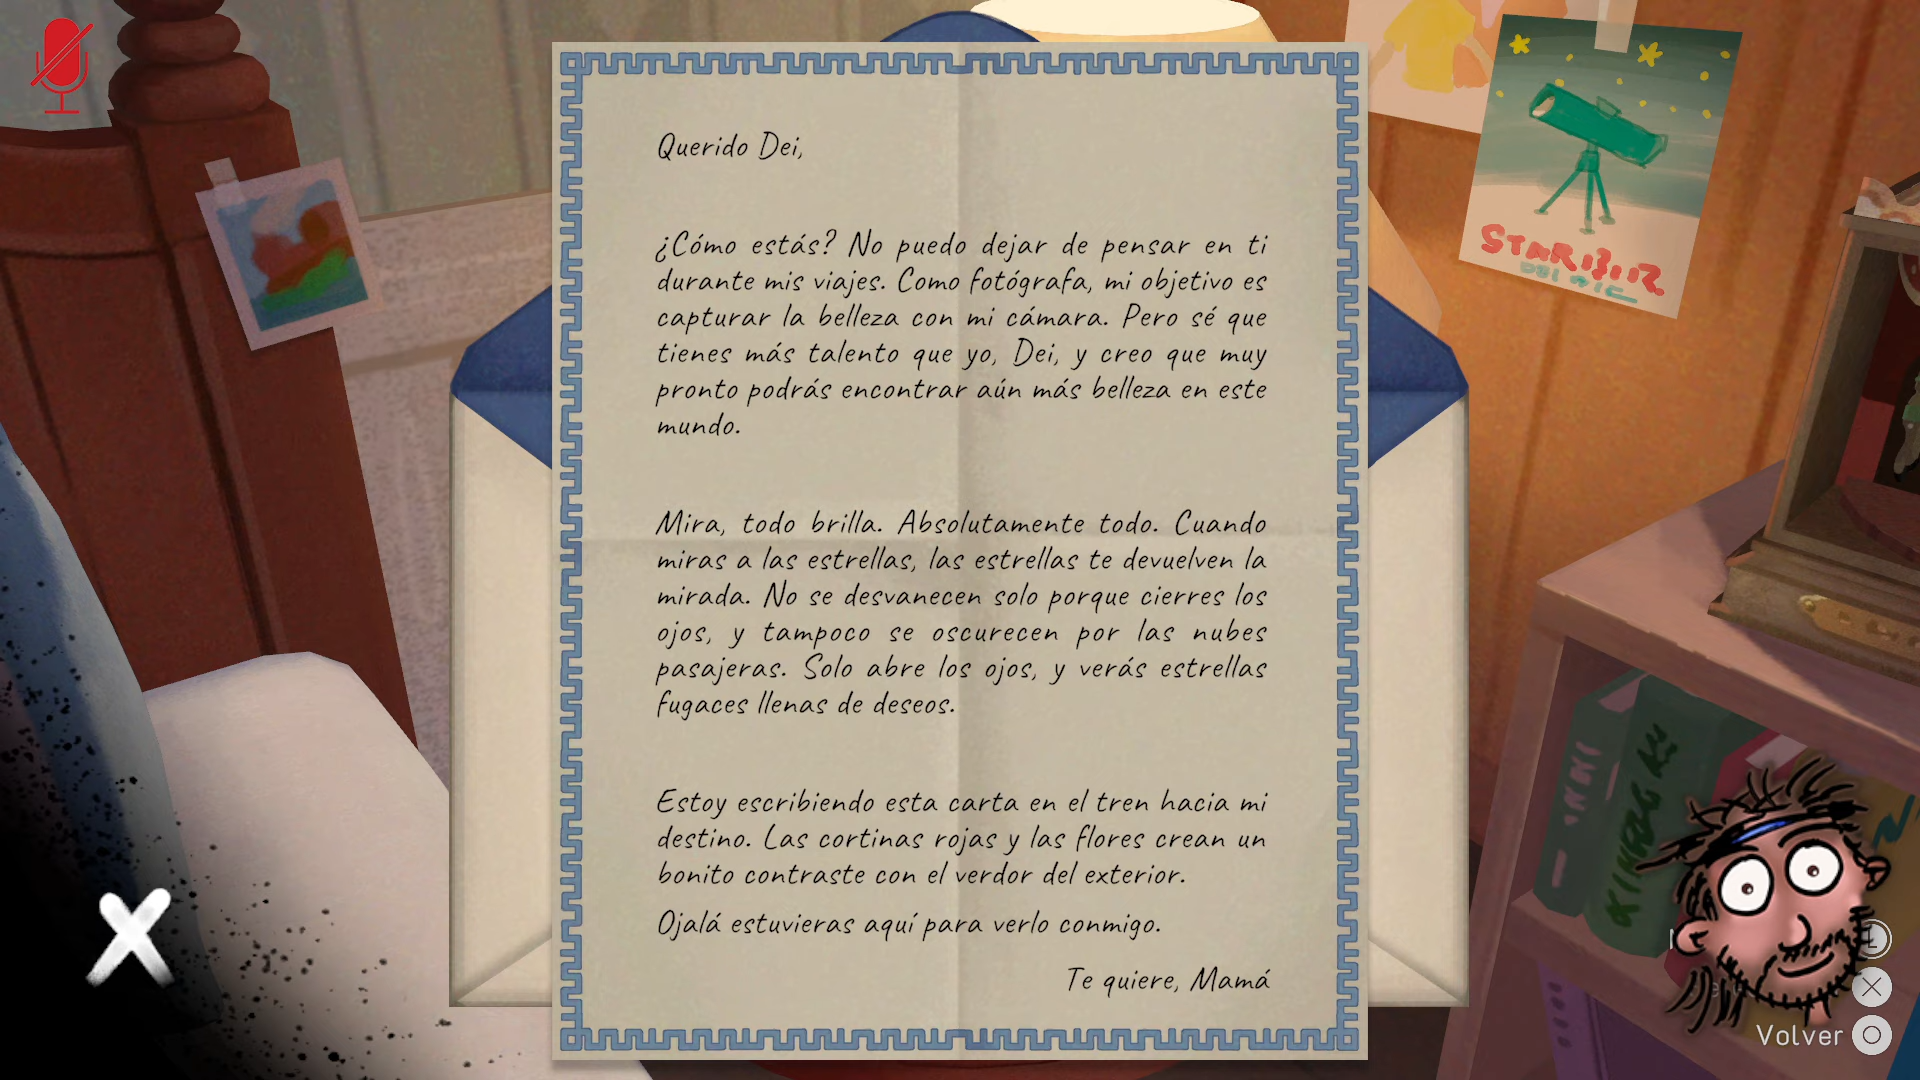 Querido Dei,
¿Cómo estás? No puedo dejar de pensar en ti
durante mis viajes. Como fotógrafa, mi objetivo es
capturar la belleza con mi cámara. Pero sé que
tienes más talento que yo, Dei, y creo que muy
pronto podrás encontrar aún más belleza en este
mundo.
Mira, todo brilla. Absolutamente todo. Cuando
miras a las estrellas, las estrellas te devuelven la
mirada. No se desvanecen solo porque cierres los
ojos, y tampoco se oscurecen por las nubes
pasajeras. Solo abre los ojos, y verás estrellas
fugaces llenas de deseos.
Estoy escribiendo esta carta en el tren hacia mi
destino. Las cortinas rojas y las flores crean un
bonito contraste con el verdor del exterior.
Ojalá estuvieras aquí para verlo conmigo.
Te quiere, Mamá
L
Volver